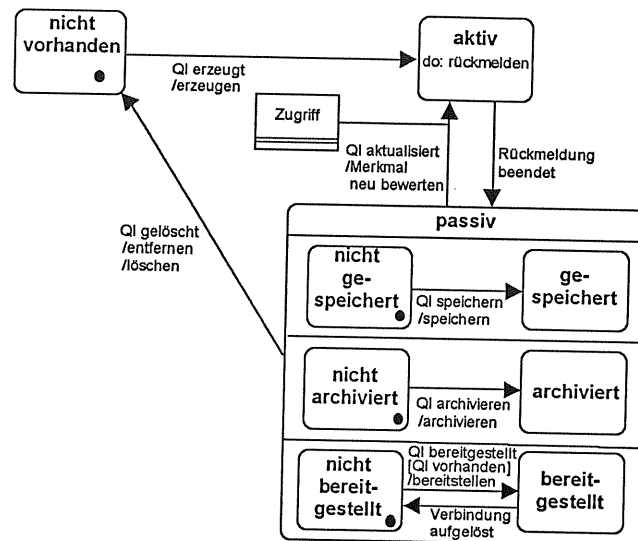 nicht
vorhanden
aktiv
do: rückmelden
QI erzeugt
/erzeugen
Zugriff
QI aktualisiert
/Merkmal
neu bewerten
Rückmeldung
beendet
QI gelöscht
/entfernen
/löschen
passiv
nicht
ge-
speichert
QI speichern
/speichern
ge-
speichert
nicht
archiviert
QI archivieren
/archivieren
archiviert
nicht
bereit-
gestellt
QI bereitgestellt
[QI vorhanden]
/bereitstellen
Verbindung
aufgelöst
bereit-
gestellt